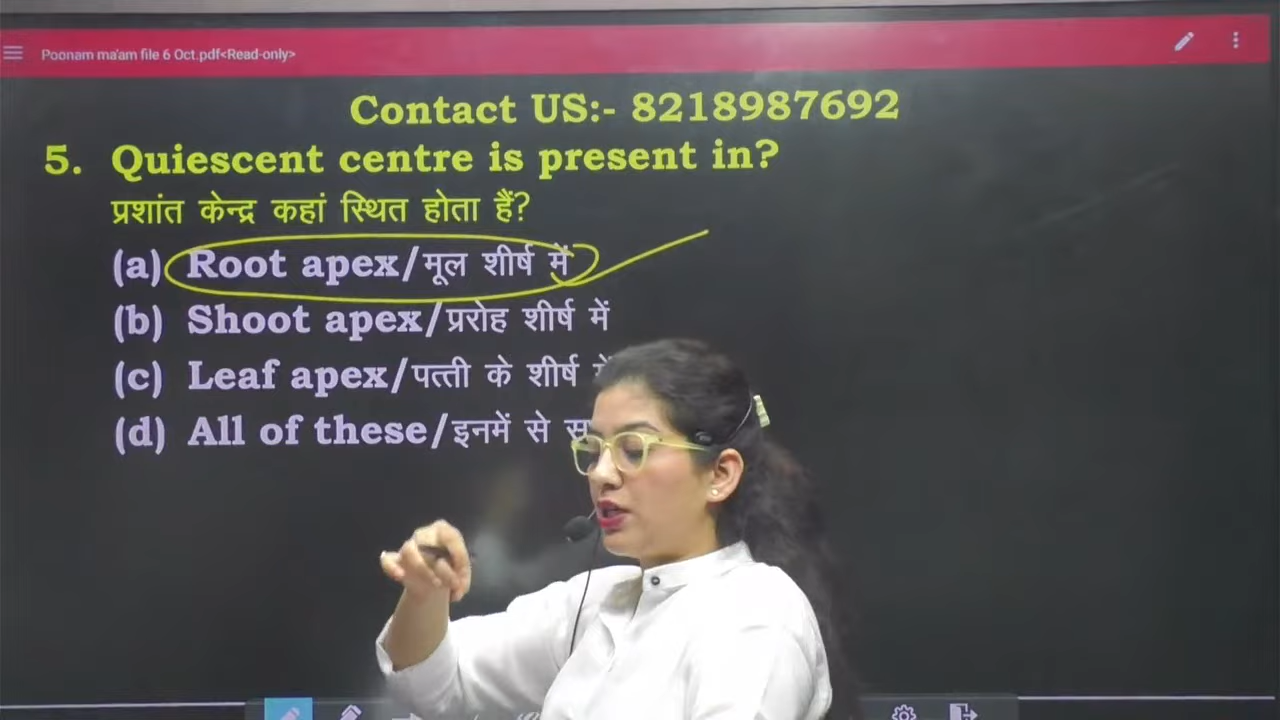 Poonam ma'am file 6 Oct.pdf<Read-only>
Contact US:- 8218987692
5. Quiescent centre is present in?
प्रशांत केन्द्र कहां स्थित होता हैं?
(a) Root apex/मूल शीर्ष में
(b) Shoot apex/प्ररोह शीर्ष में
(c) Leaf apex/पत्ती के शीर्ष
(d) All of these/इनमें से